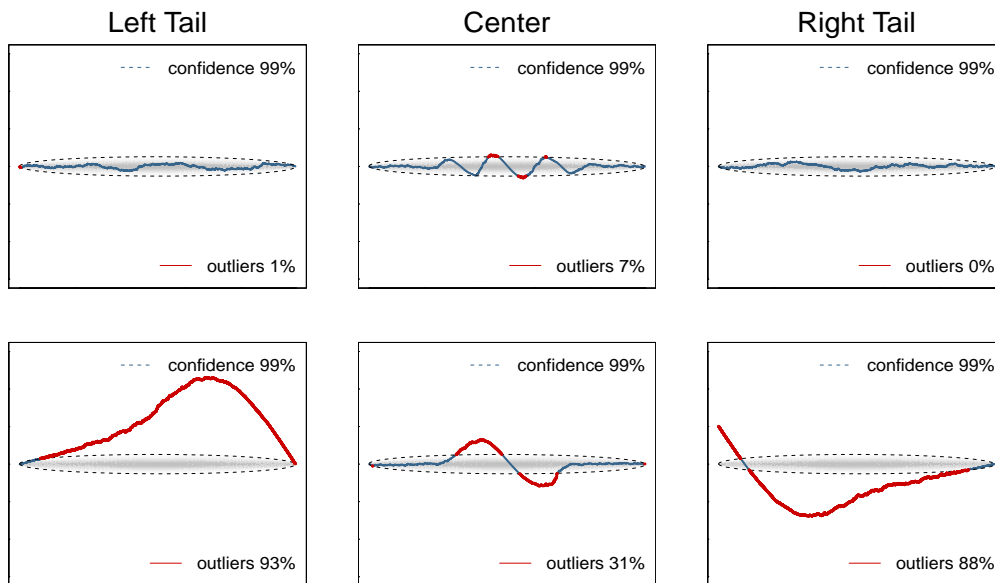 Left Tail
Center
Right Tail
confidence 99%
confidence 99%
confidence 99%
outliers 1%
outliers 7%
outliers 0%
confidence 99%
confidence 99%
confidence 99%
outliers 93%
outliers 31%
outliers 88%